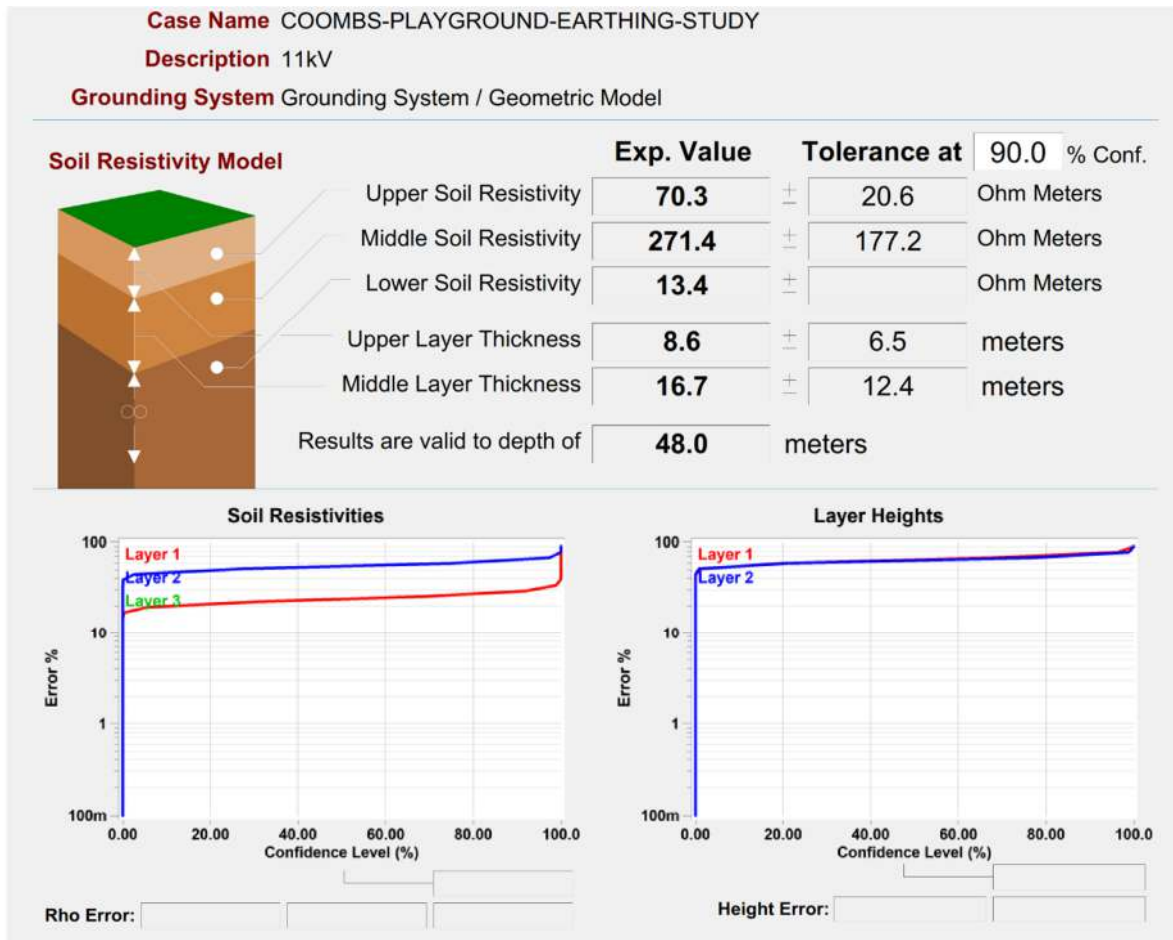 Case Name COOMBS-PLAYGROUND-EARTHING-STUDY
Description 11kV
Grounding System Grounding System / Geometric Model
Soil Resistivity Model
Exp. Value Tolerance at 90.0 % Conf.
Upper Soil Resistivity 70.3 ± 20.6 Ohm Meters
Middle Soil Resistivity 271.4 ± 177.2 Ohm Meters
Lower Soil Resistivity 13.4 ± Ohm Meters
Upper Layer Thickness 8.6 ± 6.5 meters
Middle Layer Thickness 16.7 ± 12.4 meters
∞
Results are valid to depth of 48.0 meters
Soil Resistivities
Layer 1
Layer 2
Layer 3
100
10
1
100m
Error %
0.00 20.00 40.00 60.00 80.00 100.0
Confidence Level (%)
Rho Error:
Layer Heights
Layer 1
Layer 2
100
10
1
100m
Error %
0.00 20.00 40.00 60.00 80.00 100.0
Confidence Level (%)
Height Error: